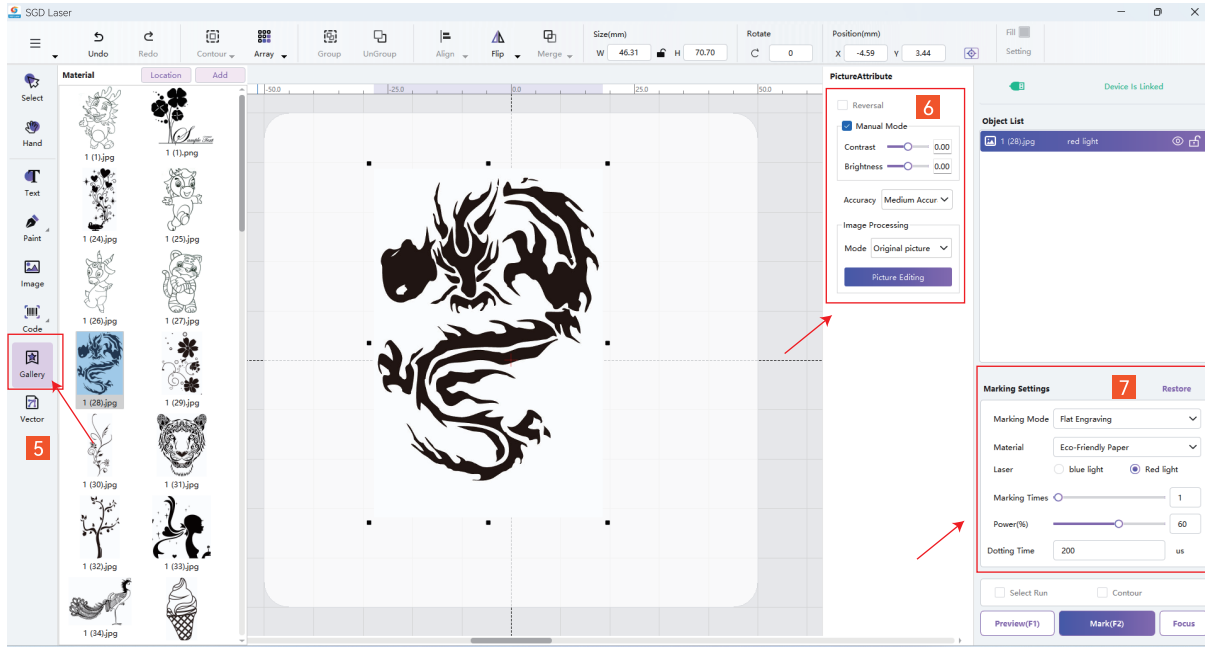 SGD Laser
Undo
Redo
Contour
Array
Group
UnGroup
Align
Flip
Merge
Size(mm)
W 46.31 H 70.70
Rotate
0
Position(mm)
X -4.59 Y 3.44
Fill
Setting
Select
Hand
Text
Paint
Image
Code
Gallery
Vector
5
Material Location Add
1 (1).jpg
Sample Text
1 (1).png
1 (24).jpg 1 (25).jpg
1 (26).jpg 1 (27).jpg
1 (28).jpg 1 (29).jpg
1 (30).jpg 1 (31).jpg
1 (32).jpg 1 (33).jpg
1 (34).jpg
-50.0 -25.0 0.0 25.0 50.0
PictureAttribute
Reversal
6
Manual Mode
Contrast 0.00
Brightness 0.00
Accuracy Medium Accur
Image Processing
Mode Original picture
Picture Editing
Device Is Linked
Object List
1 (28).jpg red light
Marking Settings 7 Restore
Marking Mode Flat Engraving
Material Eco-Friendly Paper
Laser blue light Red light
Marking Times 1
Power(%) 60
Dotting Time 200 us
Select Run Contour
Preview(F1) Mark(F2) Focus